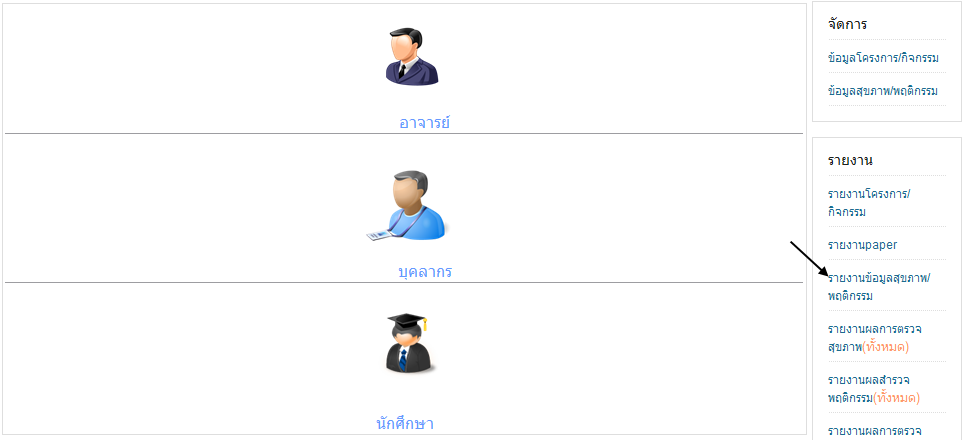 อาจารย์
บุคลากร
นักศึกษา
จัดการ
ข้อมูลโครงการ/กิจกรรม
ข้อมูลสุขภาพ/พฤติกรรม
รายงาน
รายงานโครงการ/
กิจกรรม
รายงานpaper
รายงานข้อมูลสุขภาพ/
พฤติกรรม
รายงานผลการตรวจ
สุขภาพ(ทั้งหมด)
รายงานผลสำรวจ
พฤติกรรม(ทั้งหมด)
รายงานผลการตรวจ